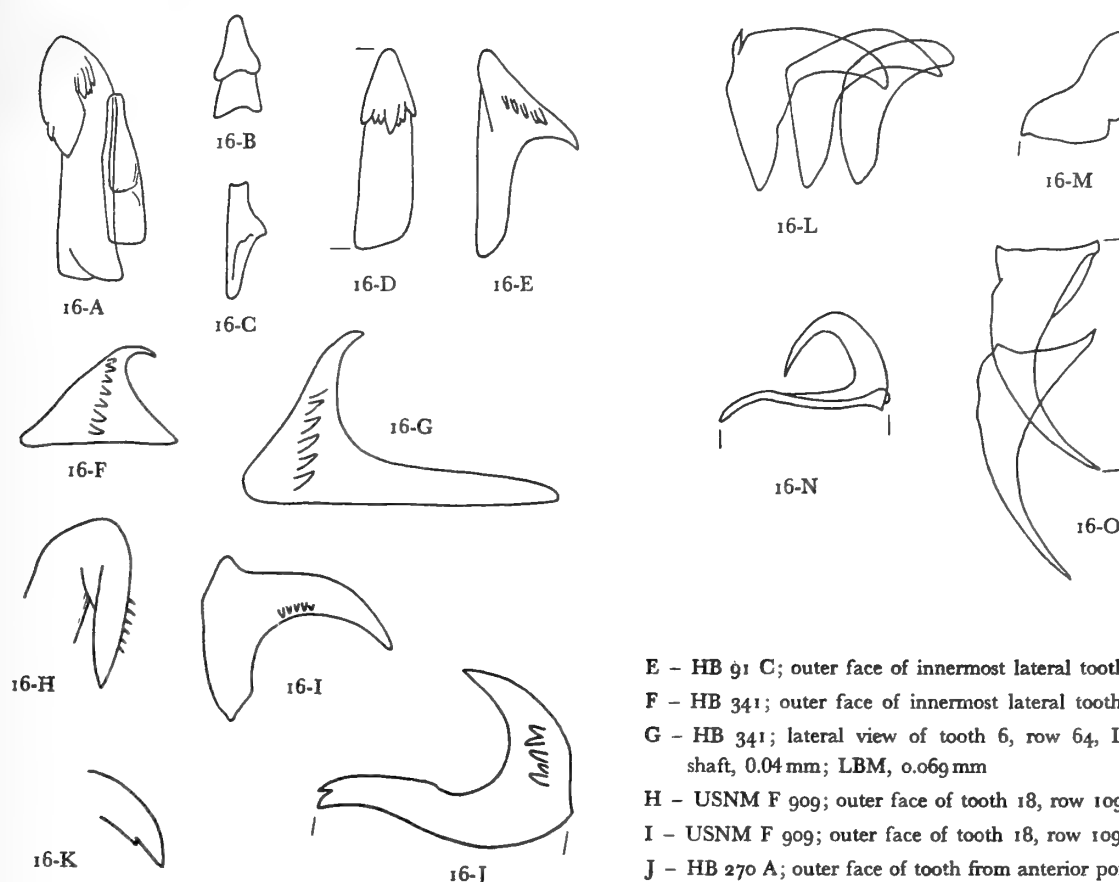 16-A
16-B
16-C
16-D
16-E
16-F
16-G
16-H
16-I
16-K
16-J
16-L
16-M
16-N
16-O
E – HB 91 C; outer face of innermost lateral tooth
F – HB 341; outer face of innermost lateral tooth
G – HB 341; lateral view of tooth 6, row 64,
shaft, 0.04 mm; LBM, 0.069 mm
H – USNM F 909; outer face of tooth 18, row 109
I – USNM F 909; outer face of tooth 18, row 109
J – HB 270 A; outer face of tooth from anterior